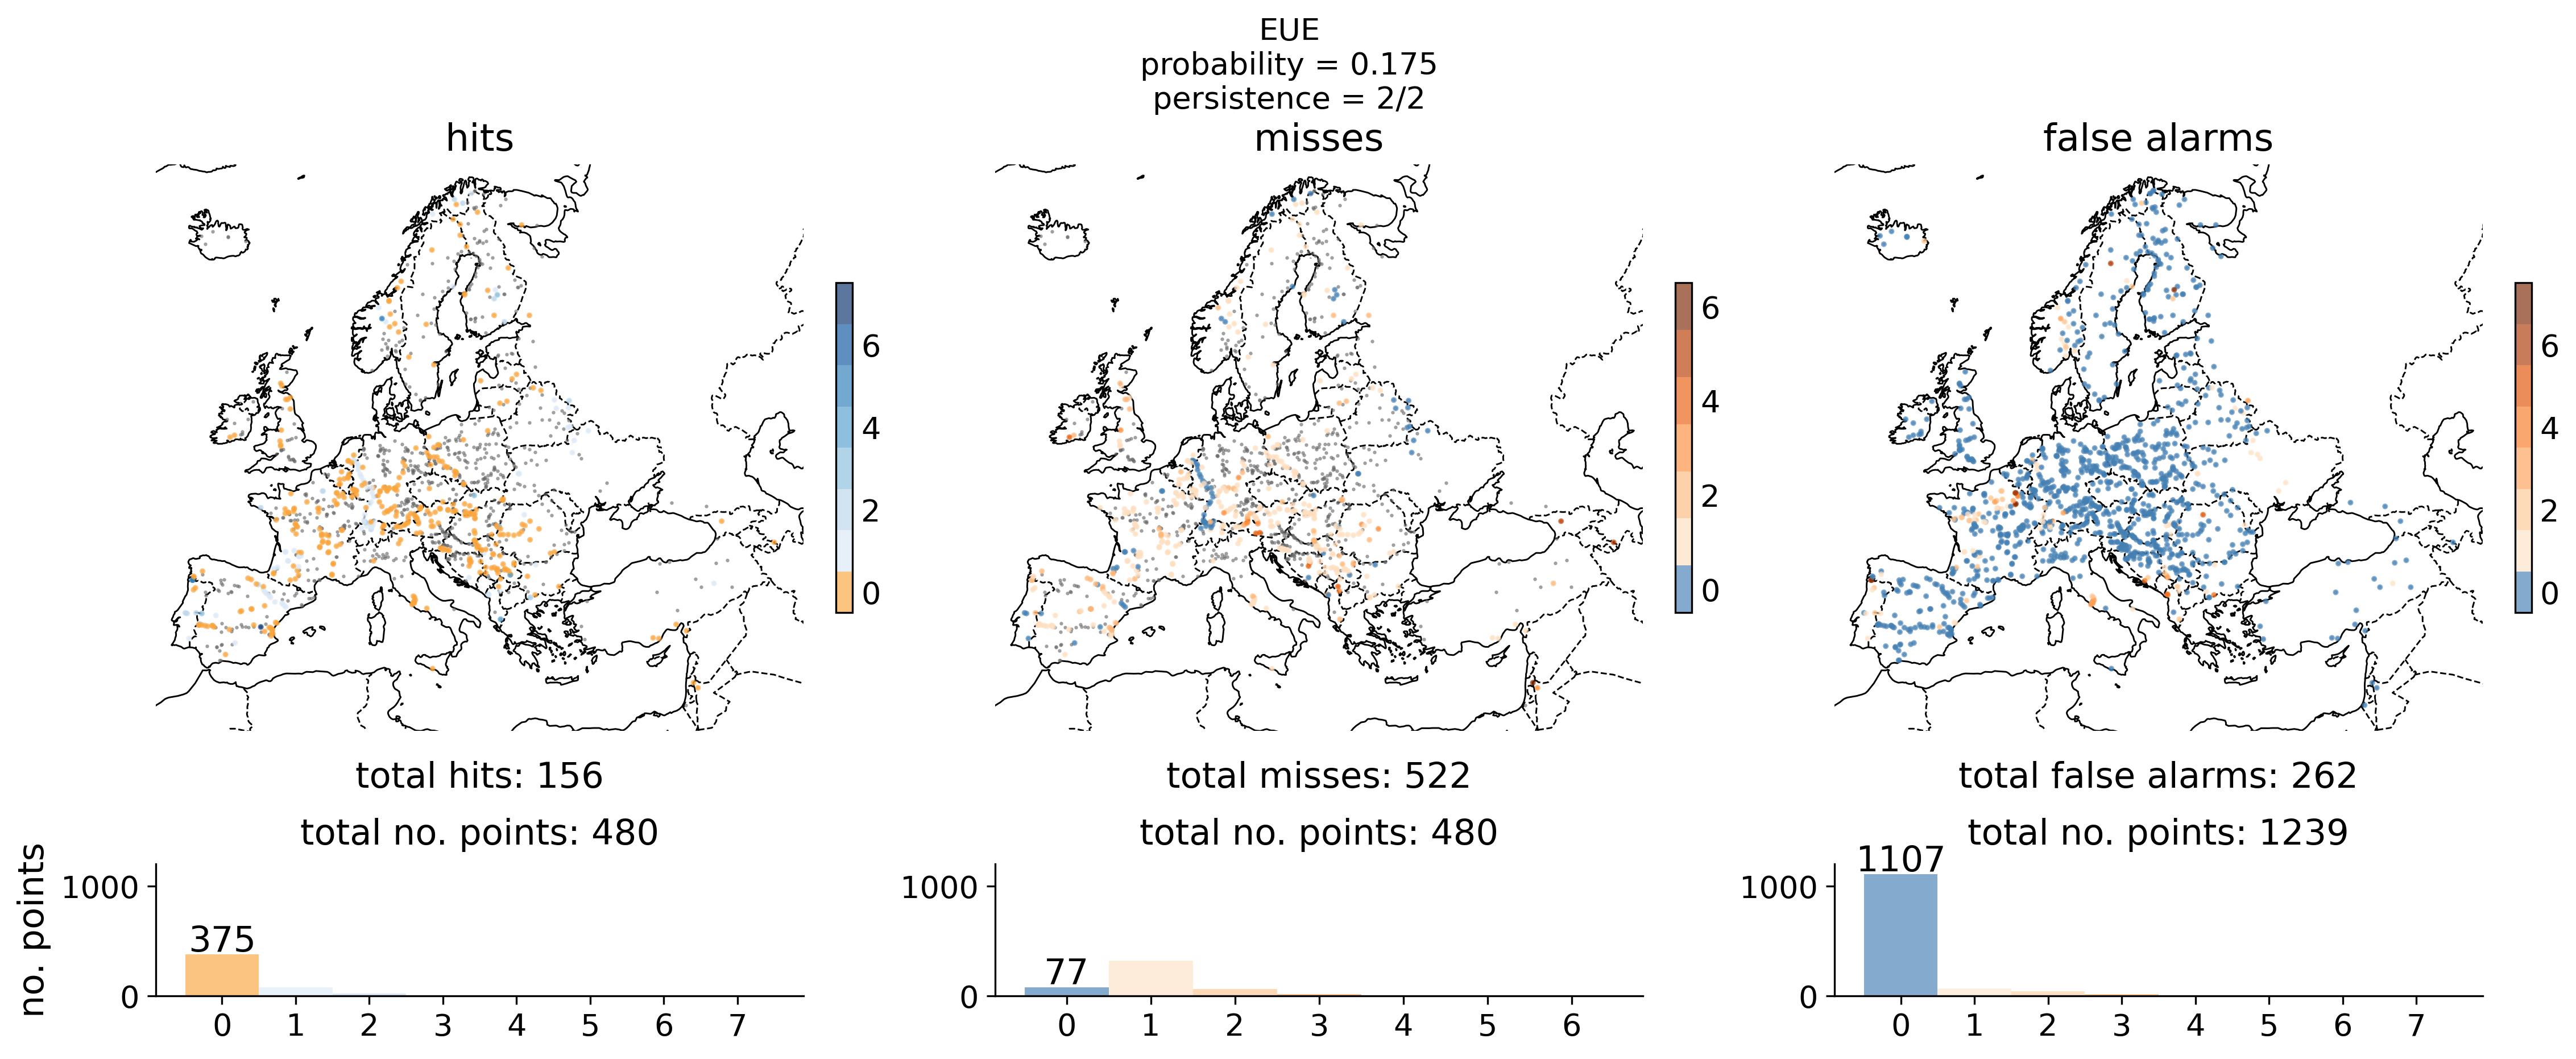 EUE
probability = 0.175
persistence = 2/2
hits
misses
false alarms
6
4
2
0
6
4
2
0
6
4
2
0
total hits: 156
total misses: 522
total false alarms: 262
total no. points: 480
total no. points: 480
total no. points: 1239
no. points
1000
0
375
0 1 2 3 4 5 6 7
1000
0
77
0 1 2 3 4 5 6
1000
0
1107
0 1 2 3 4 5 6 7